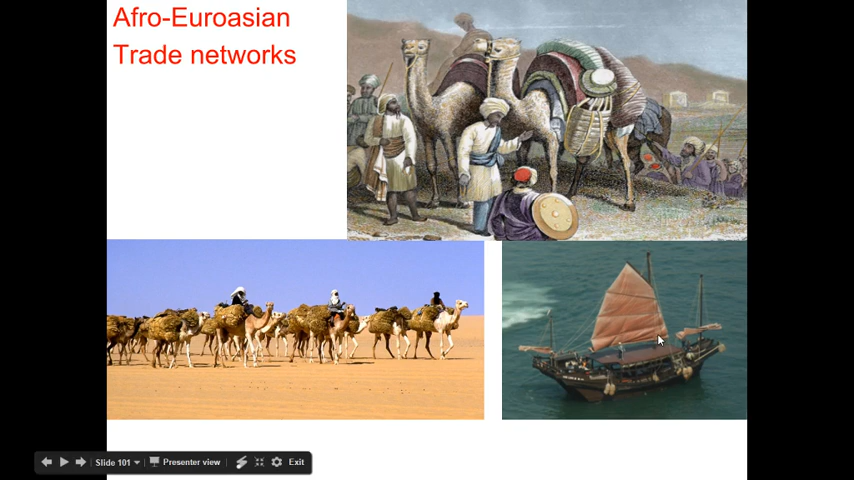 Afro-Euroasian
Trade networks
Slide 101
Presenter view
Exit